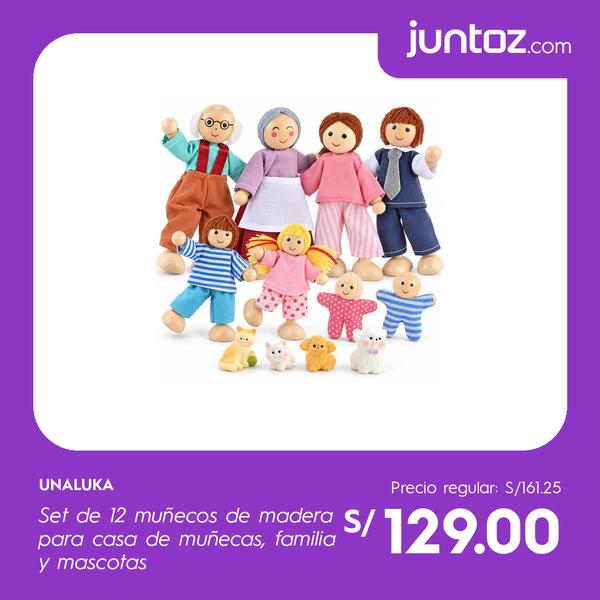 juntoz.com
UNALUKA
Set de 12 muñecos de madera
para casa de muñecas, familia
y mascotas
Precio regular: S/161.25
S/129.00